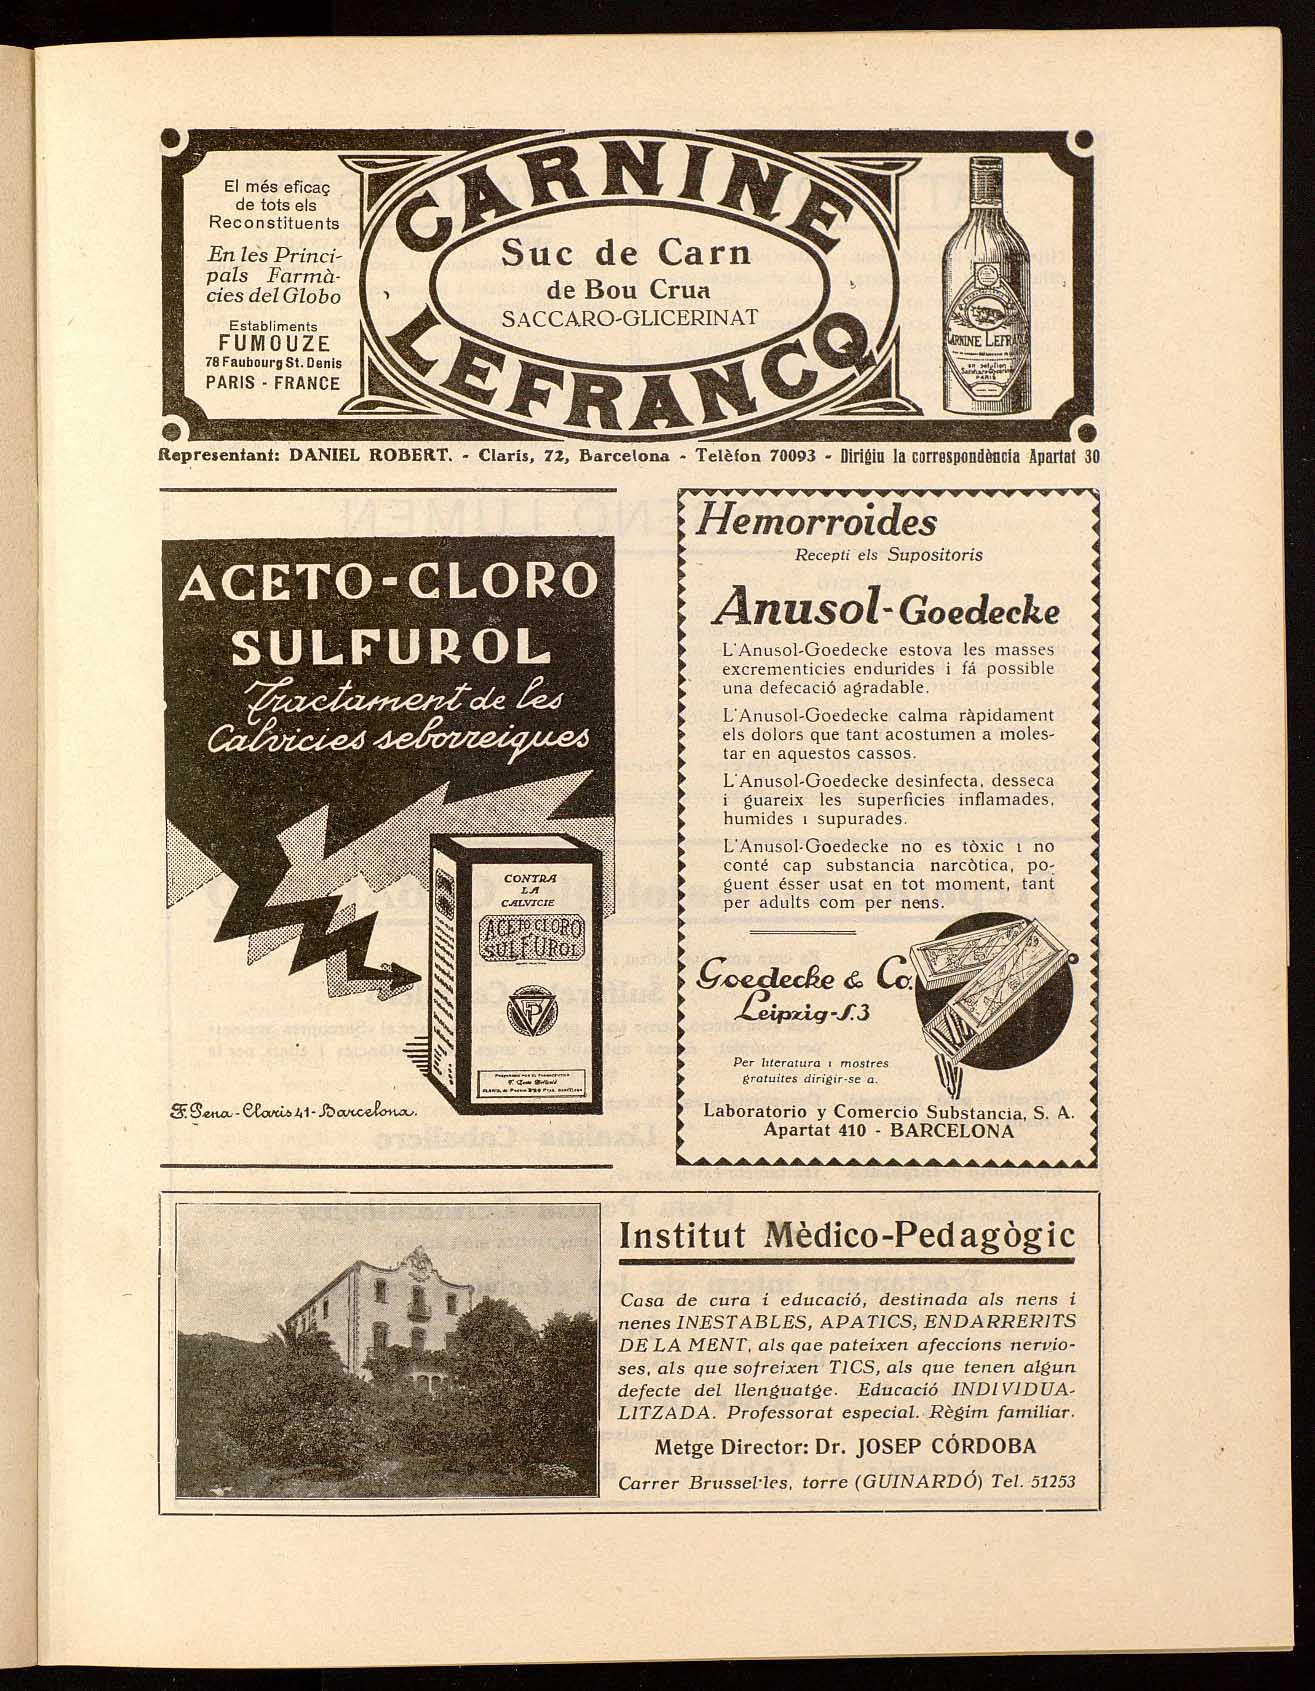 El més eficaç
de tots els
Reconstituents
En les Princi-
pals Farmà-
cies del Globo
Establiments
FUMOUZE
78 Faubourg St. Denis
PARIS - FRANCE
CARNINE
Suc de Carn
de Bou Crua
SACCARO-GLICERINAT
LEFRANCQ
Representant: DANIEL ROBERT. - Claris, 72, Barcelona - Telèfon 70093 - Dirigiu la correspondència Apartat 30
ACETO-CLORO
SULFUROL
Tractament de les
Calvicies seborreiques
CONTRA
LA
CALVICIE
ACETO CLORO
SULFUROL
F. Pena - Claris 41 - Barcelona.
Hemorroides
Recepti els Supositoris
Anusol-Goedecke
L'Anusol-Goedecke estova les masses
excrementicies endurides i fá possible
una defecació agradable.
L'Anusol-Goedecke calma ràpidament
els dolors que tant acostumen a moles-
tar en aquestos cassos.
L'Anusol-Goedecke desinfecta, desseca
i guareix les superficies inflamades,
humides i supurades.
L'Anusol-Goedecke no es tòxic i no
conté cap substancia narcòtica, po-
guent ésser usat en tot moment, tant
per adults com per nens.
Goedecke & Co.
Leipzig-S.3
Per literatura i mostres
gratuites dirigir-se a.
Laboratorio y Comercio Substancia, S. A.
Apartat 410 - BARCELONA
Institut Mèdico-Pedagògic
Casa de cura i educació, destinada als nens i
nenes INESTABLES, APATICS, ENDARRERITS
DE LA MENT, als que pateixen afeccions nervio-
ses, als que sofreixen TICS, als que tenen algun
defecte del llenguatge. Educació INDIVIDUA-
LITZADA. Professorat especial. Règim familiar.
Metge Director: Dr. JOSEP CÓRDOBA
Carrer Brussel·les, torre (GUINARDÓ) Tel. 51253